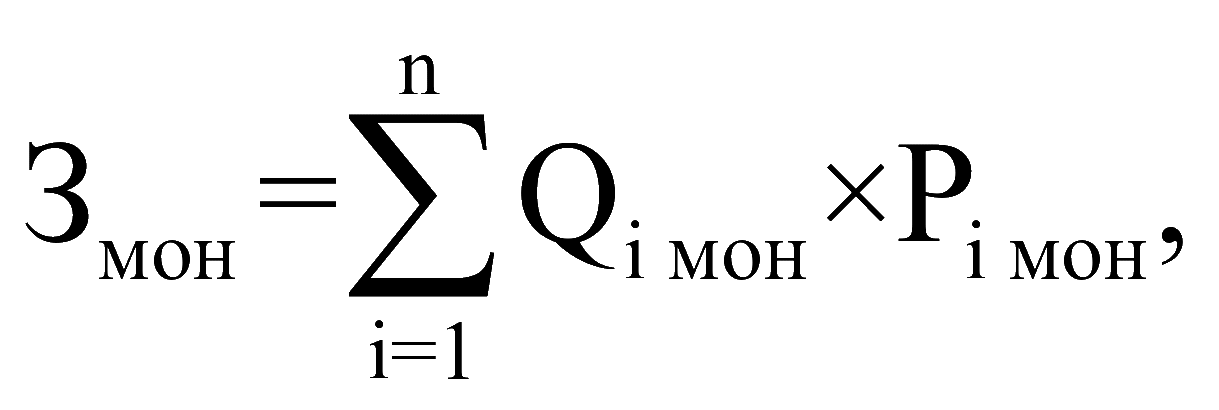 n
З мон = ∑ Q i мон × P i мон ,
i=1